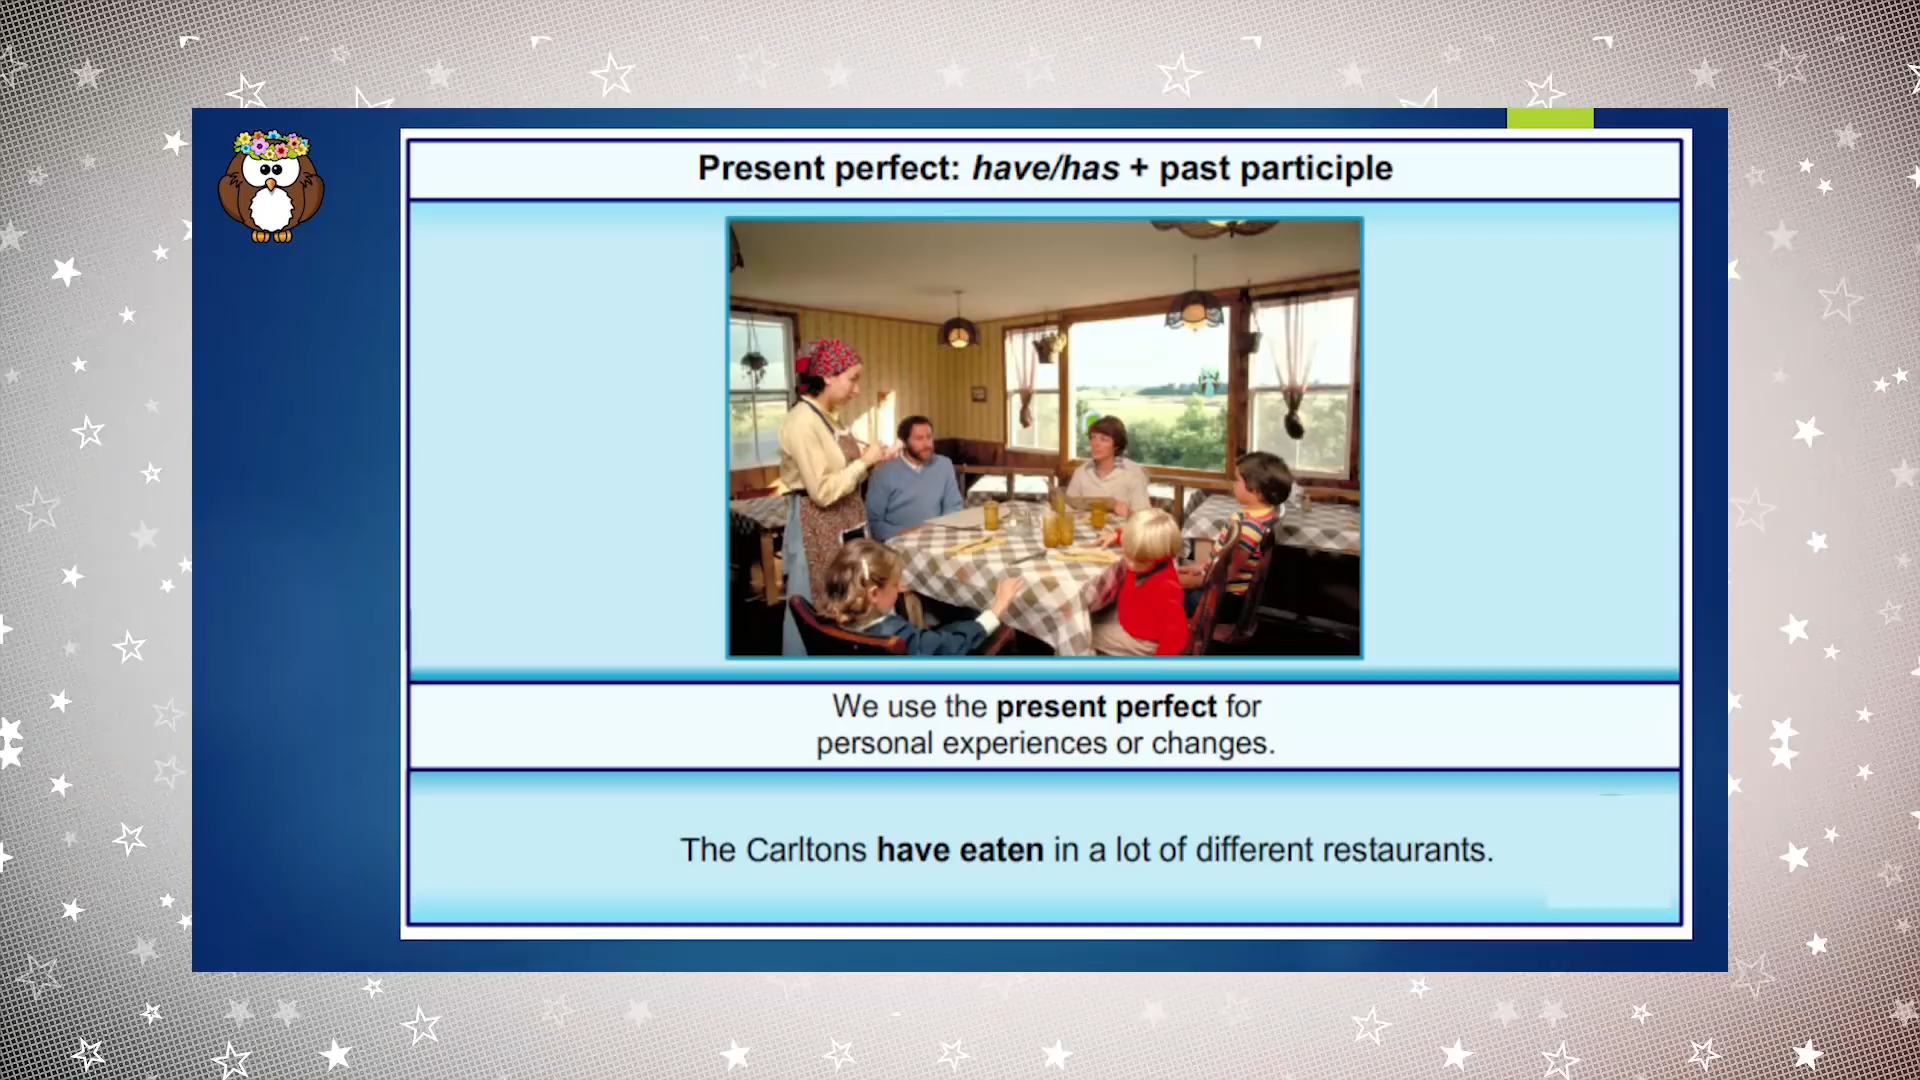 Present perfect: have/has + past participle
We use the present perfect for
personal experiences or changes.
The Carltons have eaten in a lot of different restaurants.